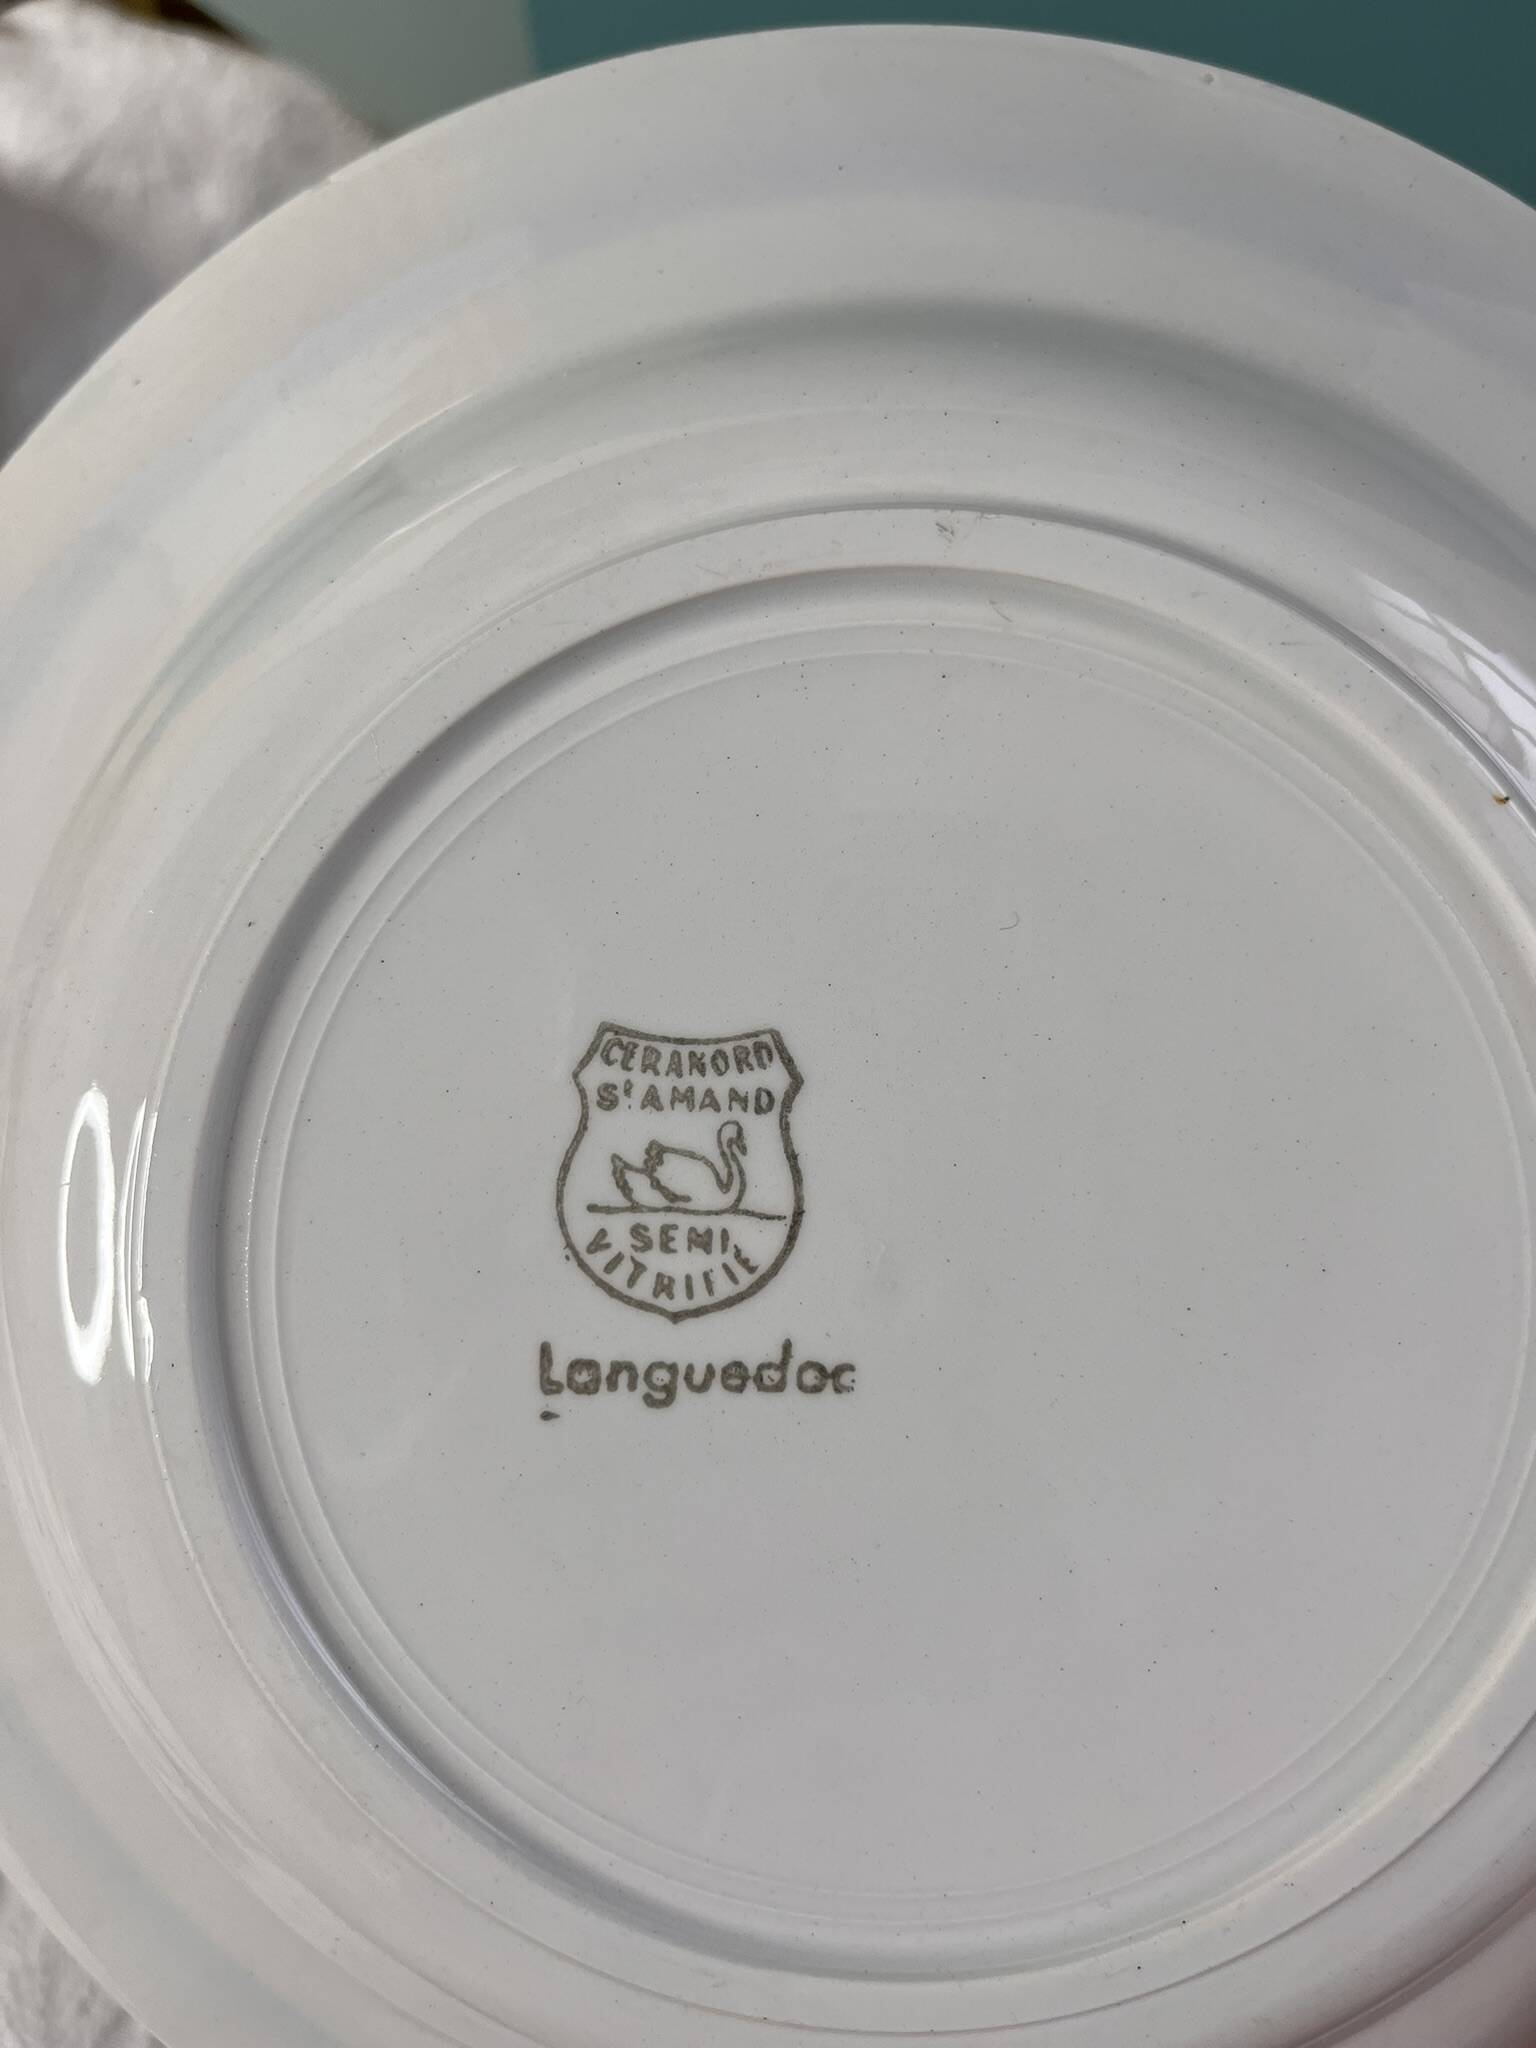 CERANORD
St AMAND
SEMI
VITRIFIE
Languedoc